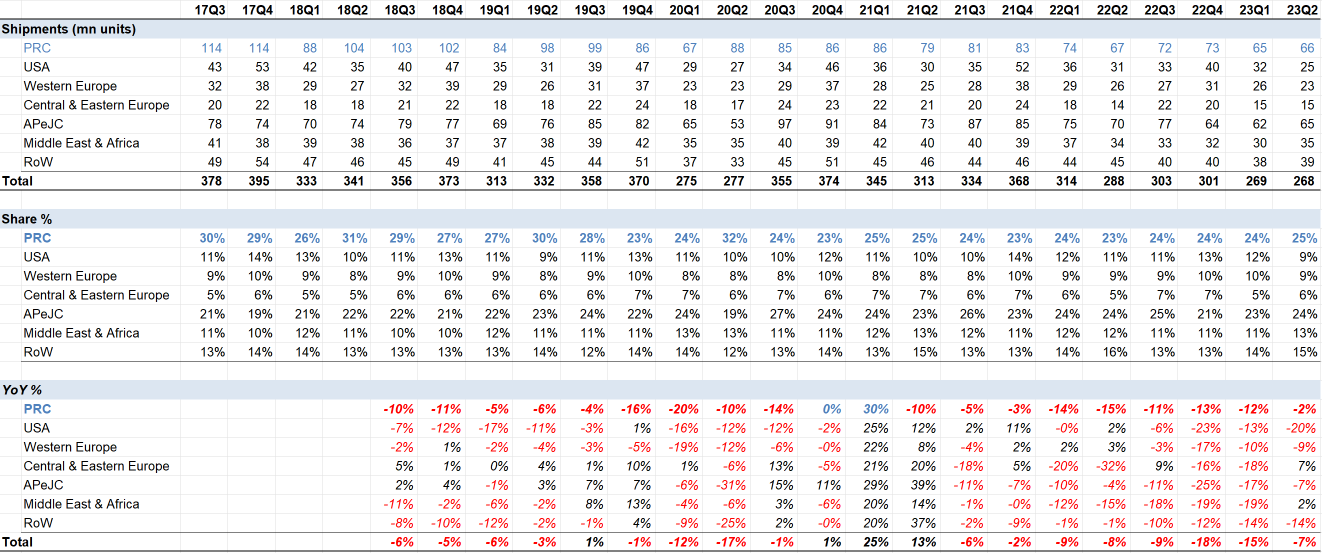 17Q3 17Q4 18Q1 18Q2 18Q3 18Q4 19Q1 19Q2 19Q3 19Q4 20Q1 20Q2 20Q3 20Q4 21Q1 21Q2 21Q3 21Q4 22Q1 22Q2 22Q3 22Q4 23Q1 23Q2
Shipments (mn units)
PRC 114 114 88 104 103 102 84 98 99 86 67 88 85 86 86 79 81 83 74 67 72 73 65 66
USA 43 53 42 35 40 47 35 31 39 47 29 27 34 46 36 30 35 52 36 31 33 40 32 25
Western Europe 32 38 29 27 32 39 29 26 31 37 23 23 29 37 28 25 28 38 29 26 27 31 26 23
Central & Eastern Europe 20 22 18 18 21 22 18 18 22 24 18 17 24 23 22 21 20 24 18 14 22 20 15 15
APeJC 78 74 70 74 79 77 69 76 85 82 65 53 97 91 84 73 87 85 75 70 77 64 62 65
Middle East & Africa 41 38 39 38 36 37 37 38 39 42 35 35 40 39 42 40 40 39 37 34 33 32 30 35
RoW 49 54 47 46 45 49 41 45 44 51 37 33 45 51 45 46 44 46 44 45 40 40 38 39
Total 378 395 333 341 356 373 313 332 358 370 275 277 355 374 345 313 334 368 314 288 303 301 269 268
Share %
PRC 30% 29% 26% 31% 29% 27% 27% 30% 28% 23% 24% 32% 24% 23% 25% 25% 24% 23% 24% 23% 24% 24% 24% 25%
USA 11% 14% 13% 10% 11% 13% 11% 9% 11% 13% 11% 10% 10% 12% 11% 10% 10% 14% 12% 11% 11% 13% 12% 9%
Western Europe 9% 10% 9% 8% 9% 10% 9% 8% 9% 10% 8% 8% 8% 10% 8% 8% 8% 10% 9% 9% 9% 10% 10% 9%
Central & Eastern Europe 5% 6% 5% 5% 6% 6% 6% 6% 6% 7% 7% 6% 7% 6% 7% 7% 6% 7% 6% 5% 7% 7% 5% 6%
APeJC 21% 19% 21% 22% 22% 21% 22% 23% 24% 22% 24% 19% 27% 24% 24% 23% 26% 23% 24% 24% 25% 21% 23% 24%
Middle East & Africa 11% 10% 12% 11% 10% 10% 12% 11% 11% 11% 13% 13% 11% 11% 12% 13% 12% 11% 12% 12% 11% 11% 11% 13%
RoW 13% 14% 14% 13% 13% 13% 13% 14% 12% 14% 14% 12% 13% 14% 13% 15% 13% 13% 14% 16% 13% 13% 14% 15%
YoY %
PRC -10% -11% -5% -6% -4% -16% -20% -10% -14% 0% 30% -10% -5% -3% -14% -15% -11% -13% -12% -2%
USA -7% -12% -17% -11% -3% 1% -16% -12% -12% -2% 25% 12% 2% 11% -0% 2% -6% -23% -13% -20%
Western Europe -2% 1% -2% -4% -3% -5% -19% -12% -6% -0% 22% 8% -4% 2% 2% 3% -3% -17% -10% -9%
Central & Eastern Europe 5% 1% 0% 4% 1% 10% 1% -6% 13% -5% 21% 20% -18% 5% -20% -32% 9% -16% -18% 7%
APeJC 2% 4% -1% 3% 7% 7% -6% -31% 15% 11% 29% 39% -11% -7% -10% -4% -11% -25% -17% -7%
Middle East & Africa -11% -2% -6% -2% 8% 13% -4% -6% 3% -6% 20% 14% -1% -0% -12% -15% -18% -19% -19% 2%
RoW -8% -10% -12% -2% -1% 4% -9% -25% 2% -0% 20% 37% -2% -9% -1% -1% -10% -12% -14% -14%
Total -6% -5% -6% -3% 1% -1% -12% -17% -1% 1% 25% 13% -6% -2% -9% -8% -9% -18% -15% -7%